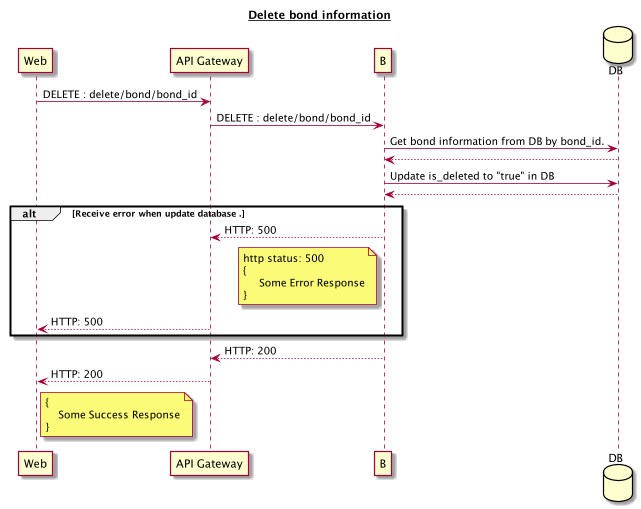 Delete bond information
Web
API Gateway
B
DB
DELETE : delete/bond/bond_id
DELETE : delete/bond/bond_id
Get bond information from DB by bond_id.
Update is_deleted to "true" in DB
alt [Receive error when update database .]
HTTP: 500
http status: 500
{
Some Error Response
}
HTTP: 500
HTTP: 200
HTTP: 200
{
Some Success Response
}
Web
API Gateway
B
DB